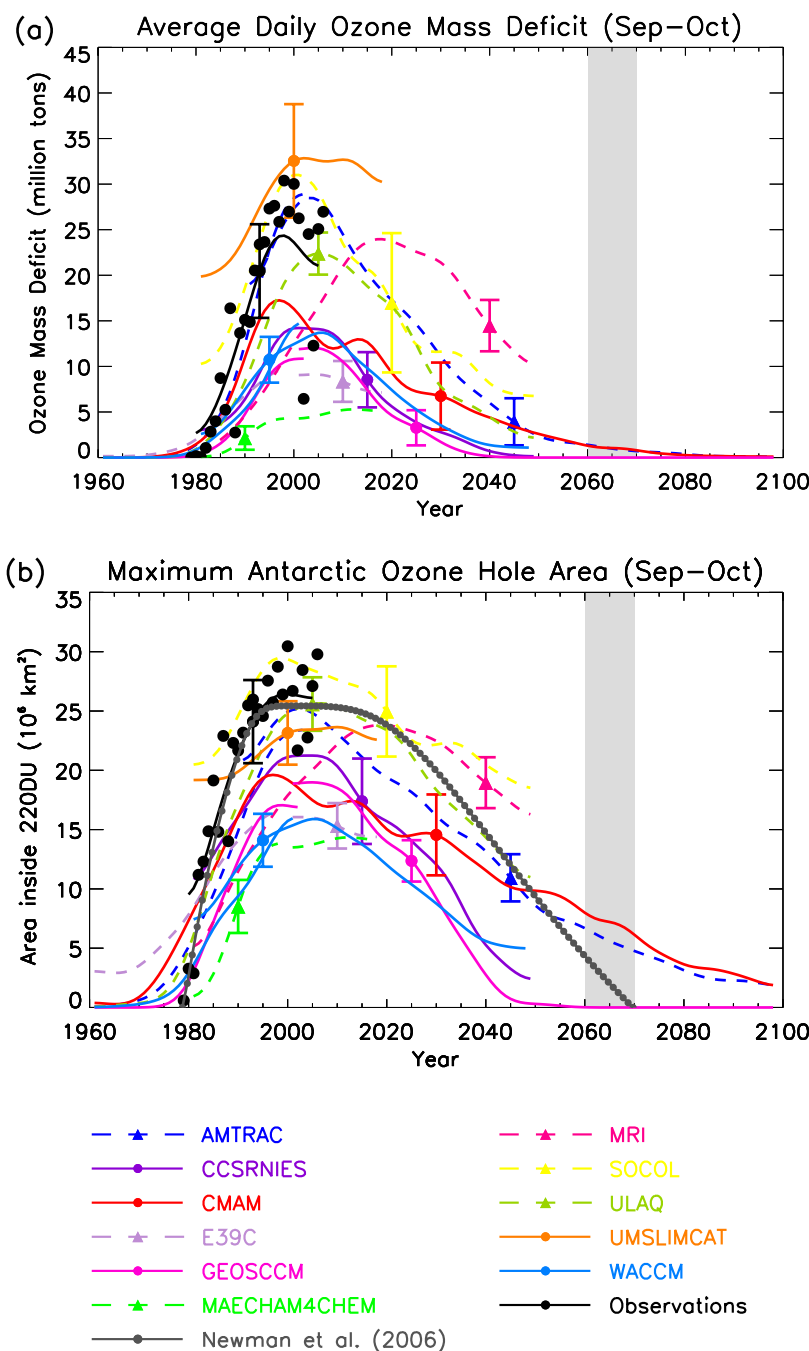 (a) Average Daily Ozone Mass Deficit (Sep-Oct)
45
40
35
30
25
20
15
10
5
0
Ozone Mass Deficit (million tons)
1960 1980 2000 2020 2040 2060 2080 2100
Year
(b) Maximum Antarctic Ozone Hole Area (Sep-Oct)
35
30
25
20
15
10
5
0
Area inside 220DU (10⁶ km²)
1960 1980 2000 2020 2040 2060 2080 2100
Year
AMTRAC
CCSRNIES
CMAM
E39C
GEOSCCM
MAECHAM4CHEM
Newman et al. (2006)
MRI
SOCOL
ULAQ
UMSLIMCAT
WACCM
Observations